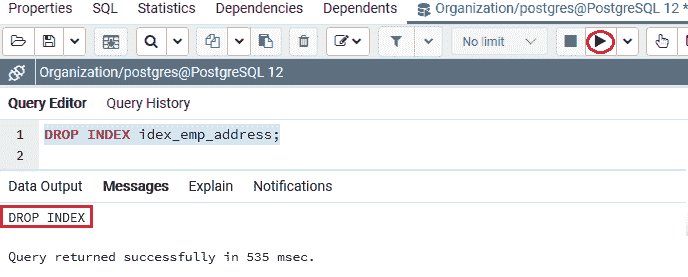 Properties SQL Statistics Dependencies Dependents Organization/postgres@PostgreSQL 12 *
No limit
Organization/postgres@PostgreSQL 12
Query Editor Query History
1 DROP INDEX idex_emp_address;
2
Data Output Messages Explain Notifications
DROP INDEX
Query returned successfully in 535 msec.